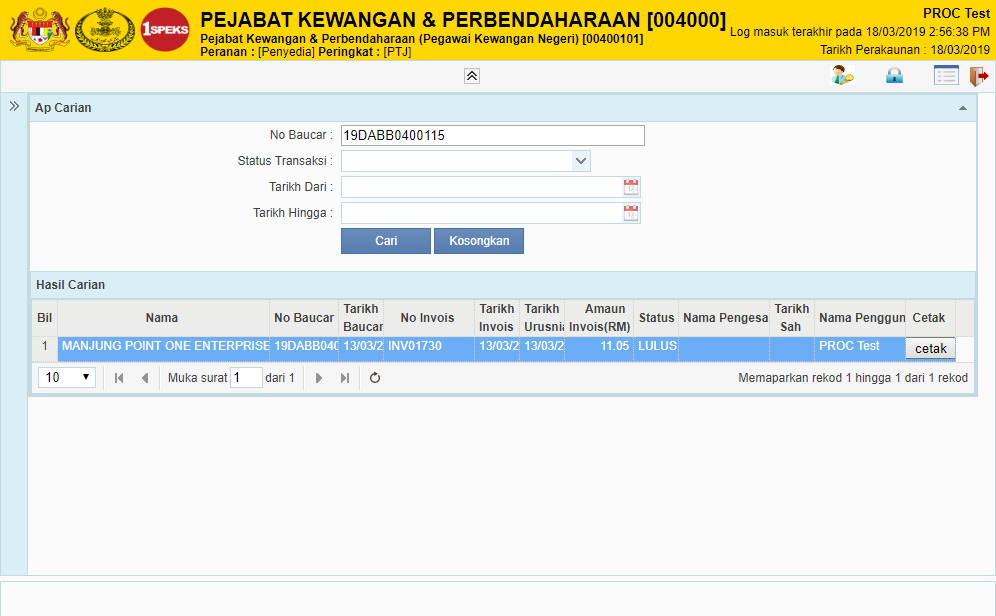 1SPEKS
PEJABAT KEWANGAN & PERBENDAHARAAN [004000]
Pejabat Kewangan & Perbendaharaan (Pegawai Kewangan Negeri) [00400101]
Peranan : [Penyedia] Peringkat : [PTJ]
PROC Test
Log masuk terakhir pada 18/03/2019 2:56:38 PM
Tarikh Perakaunan : 18/03/2019
Ap Carian
No Baucar : 19DABB0400115
Status Transaksi :
Tarikh Dari :
Tarikh Hingga :
Cari Kosongkan
Hasil Carian
Bil Nama No Baucar Tarikh Baucar No Invois Tarikh Invois Tarikh Urusnia Amaun Invois(RM) Status Nama Pengesa Tarikh Sah Nama Penggun Cetak
1 MANJUNG POINT ONE ENTERPRISE 19DABB040 13/03/2 INV01730 13/03/2 13/03/2 11.05 LULUS PROC Test cetak
10 Muka surat 1 dari 1 Memaparkan rekod 1 hingga 1 dari 1 rekod